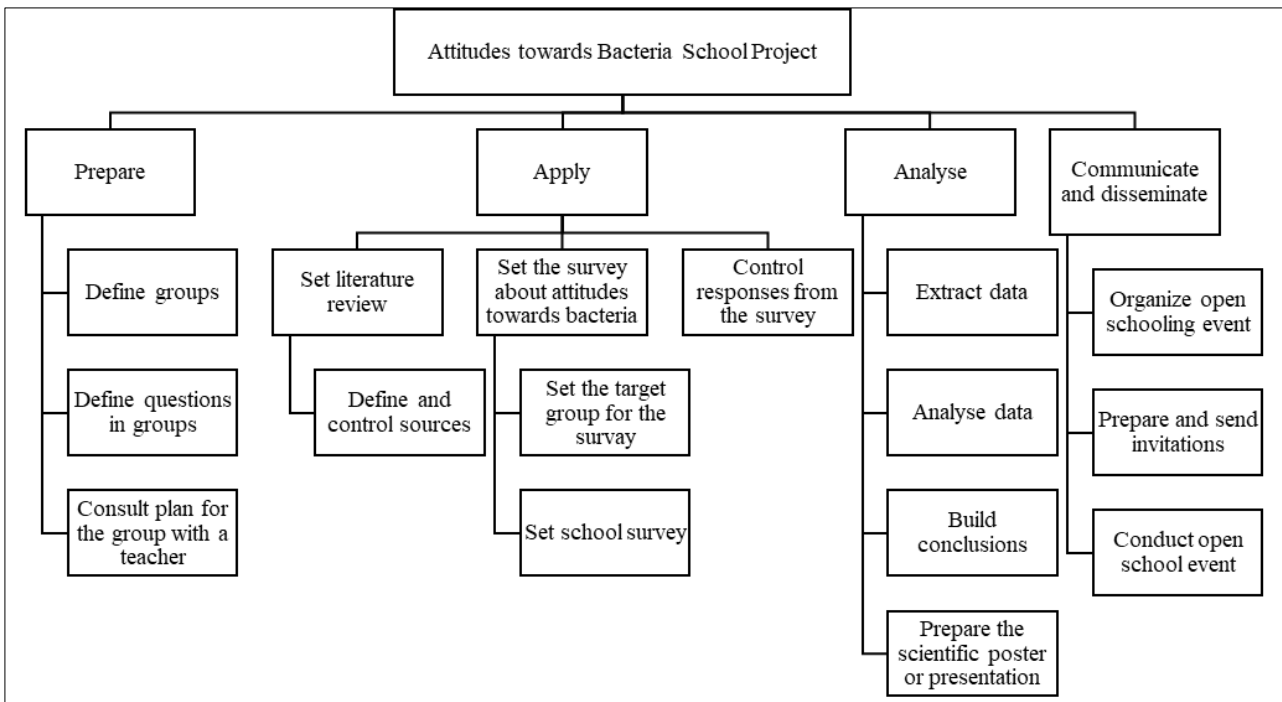 Attitudes towards Bacteria School Project
Prepare
Apply
Analyse
Communicate
and disseminate
Define groups
Define questions
in groups
Consult plan for
the group with a
teacher
Set literature
review
Define and
control sources
Set the survey
about attitudes
towards bacteria
Set the target
group for the
survay
Set school survey
Control
responses from
the survey
Extract data
Analyse data
Build
conclusions
Prepare the
scientific poster
or presentation
Organize open
schooling event
Prepare and send
invitations
Conduct open
school event